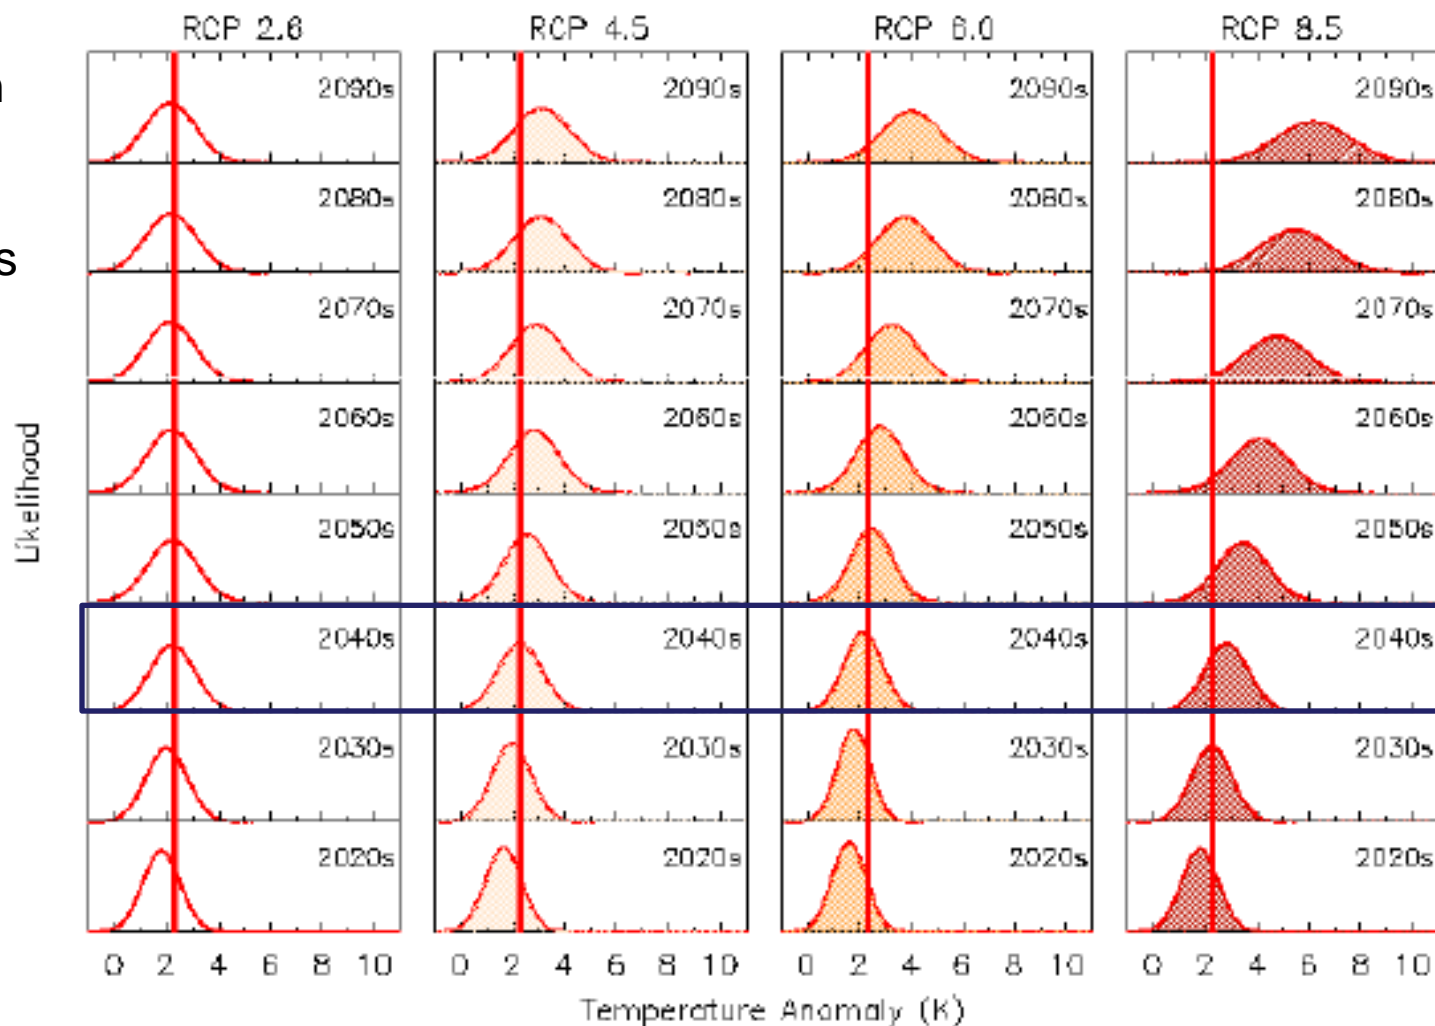 RCP 2.6 RCP 4.5 RCP 6.0 RCP 8.5
n
s
2090s 2090s 2090s 2090s
2080s 2080s 2080s 2080s
2070s 2070s 2070s 2070s
2060s 2060s 2060s 2060s
2050s 2050s 2050s 2050s
2040s 2040s 2040s 2040s
2030s 2030s 2030s 2030s
2020s 2020s 2020s 2020s
Likelihood
0 2 4 6 8 10 0 2 4 6 8 10 0 2 4 6 8 10 0 2 4 6 8 10
Temperature Anomaly (K)